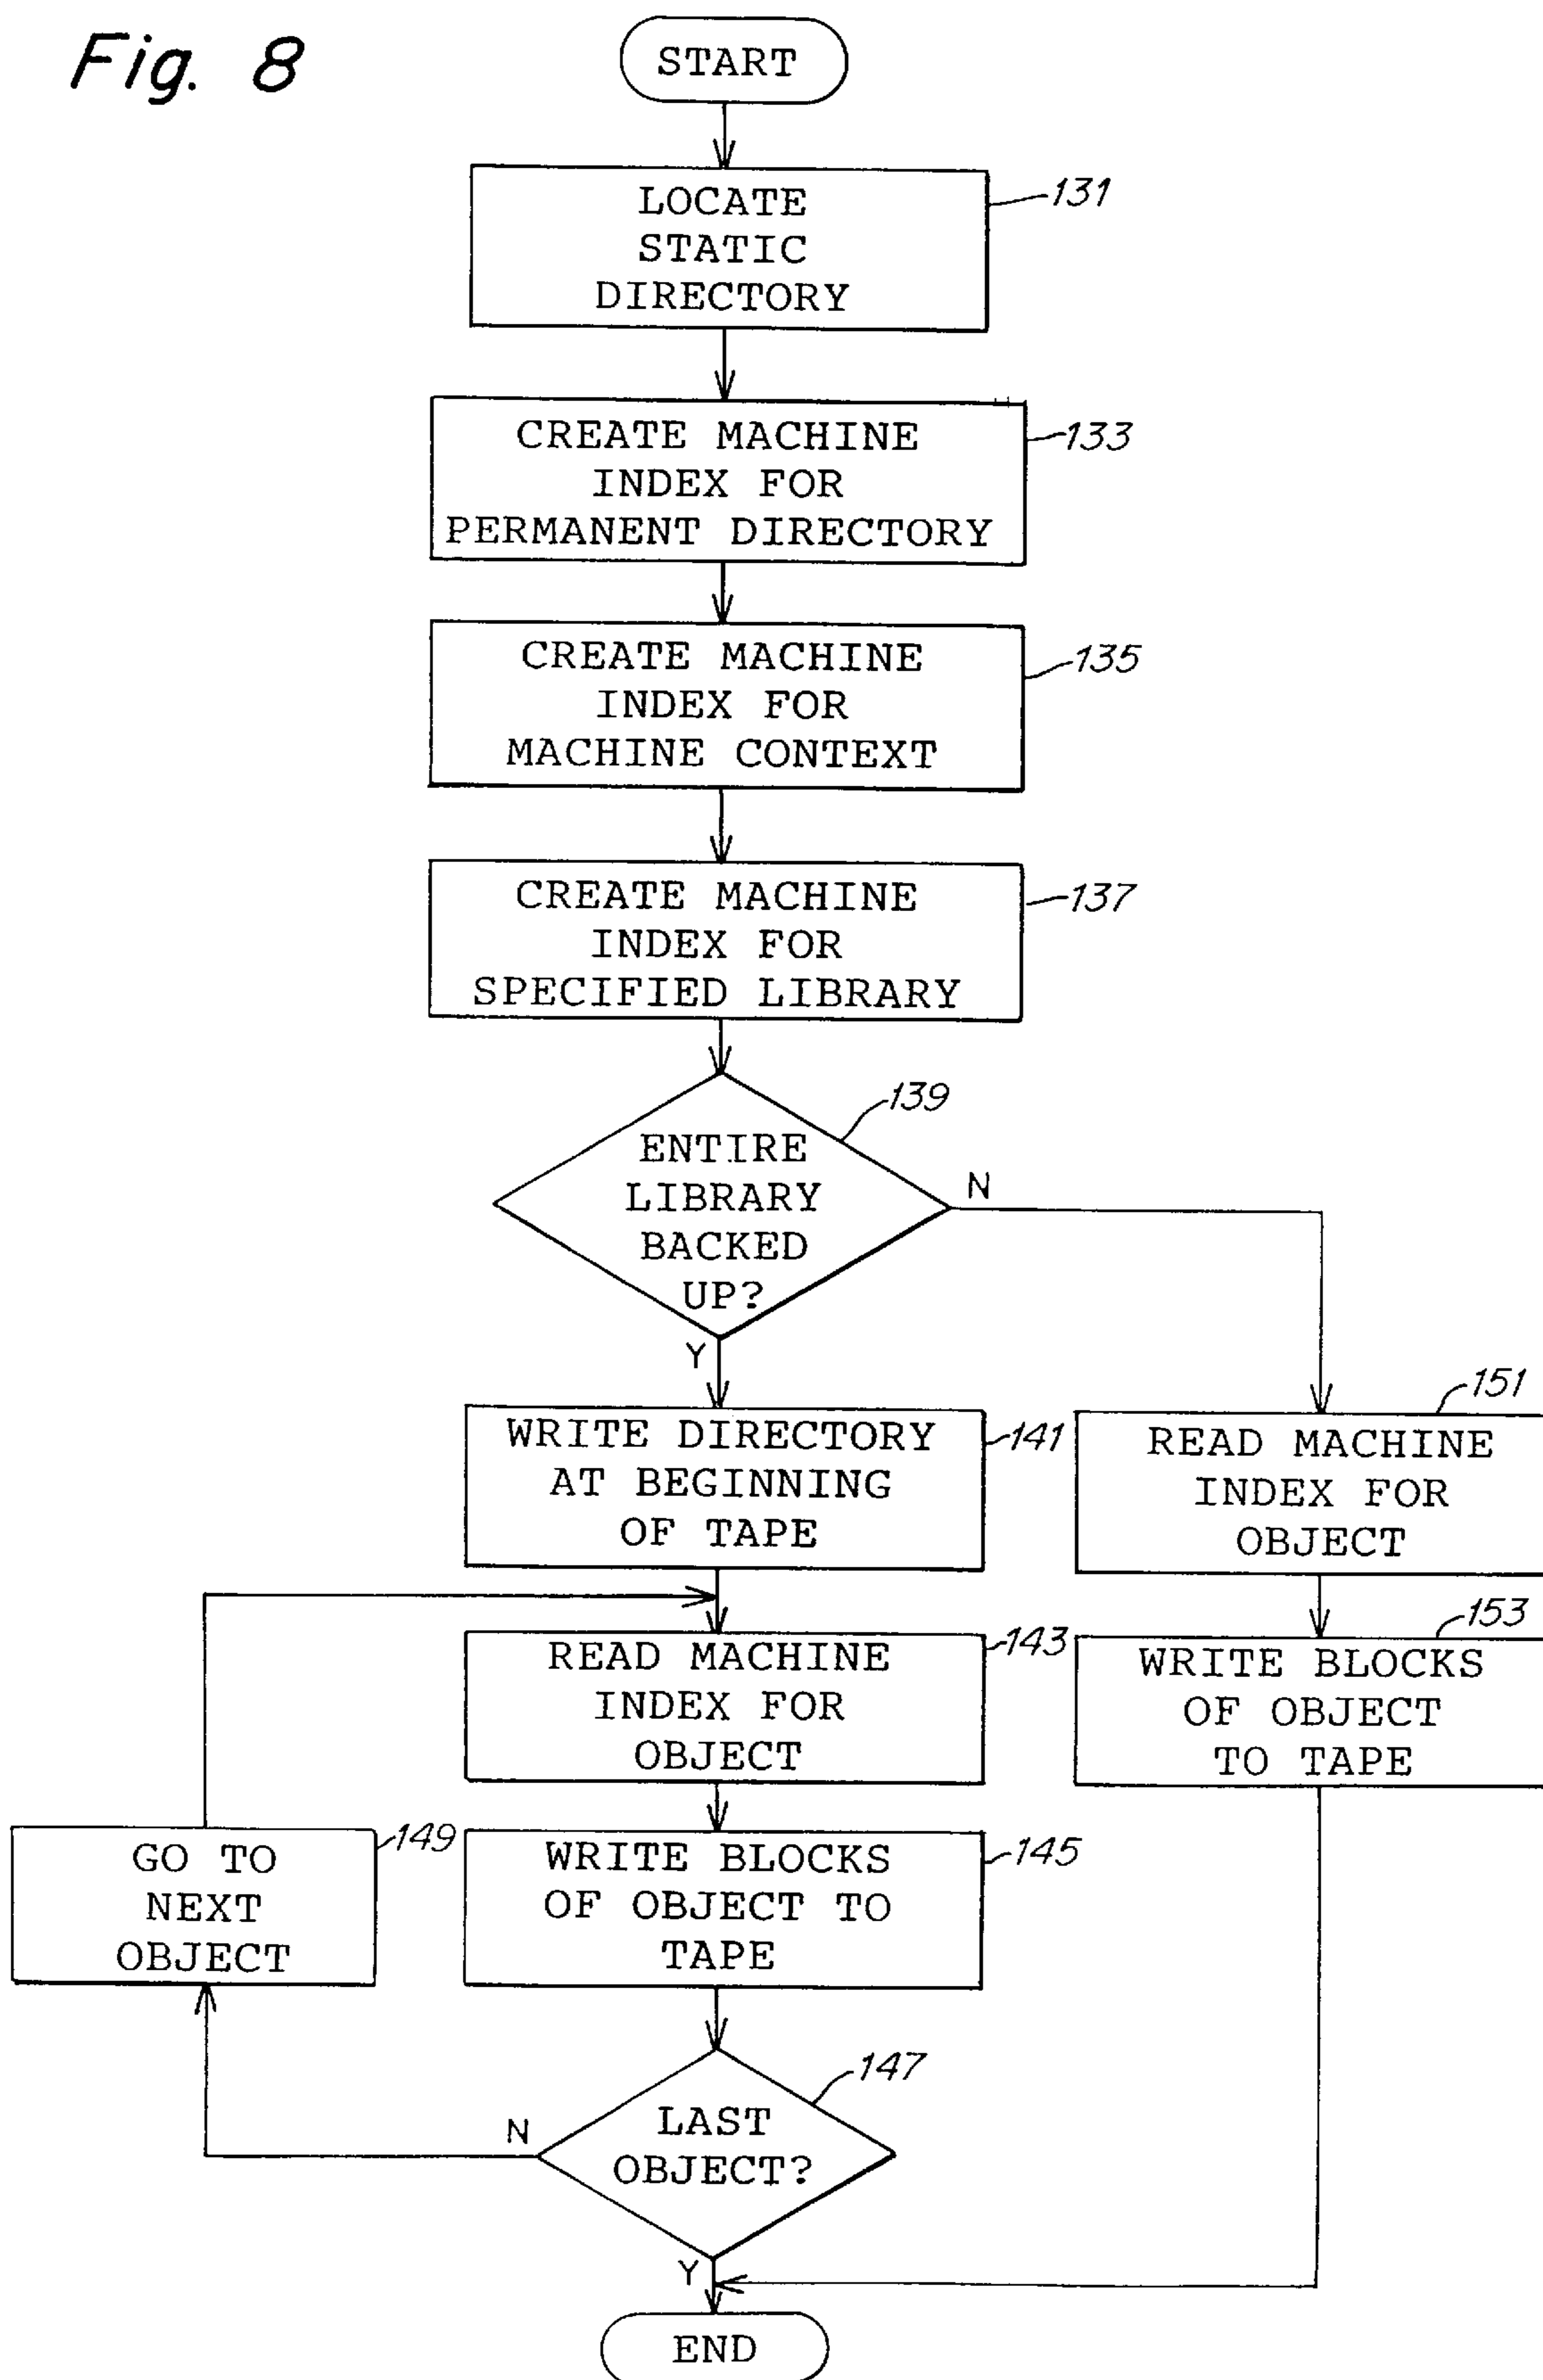 Fig. 8
START
LOCATE
STATIC
DIRECTORY
131
CREATE MACHINE
INDEX FOR
PERMANENT DIRECTORY
133
CREATE MACHINE
INDEX FOR
MACHINE CONTEXT
135
CREATE MACHINE
INDEX FOR
SPECIFIED LIBRARY
137
ENTIRE
LIBRARY
BACKED
UP?
139
N
Y
WRITE DIRECTORY
AT BEGINNING
OF TAPE
141
READ MACHINE
INDEX FOR
OBJECT
151
READ MACHINE
INDEX FOR
OBJECT
143
WRITE BLOCKS
OF OBJECT
TO TAPE
153
GO TO
NEXT
OBJECT
149
WRITE BLOCKS
OF OBJECT TO
TAPE
145
LAST
OBJECT?
147
N
Y
END